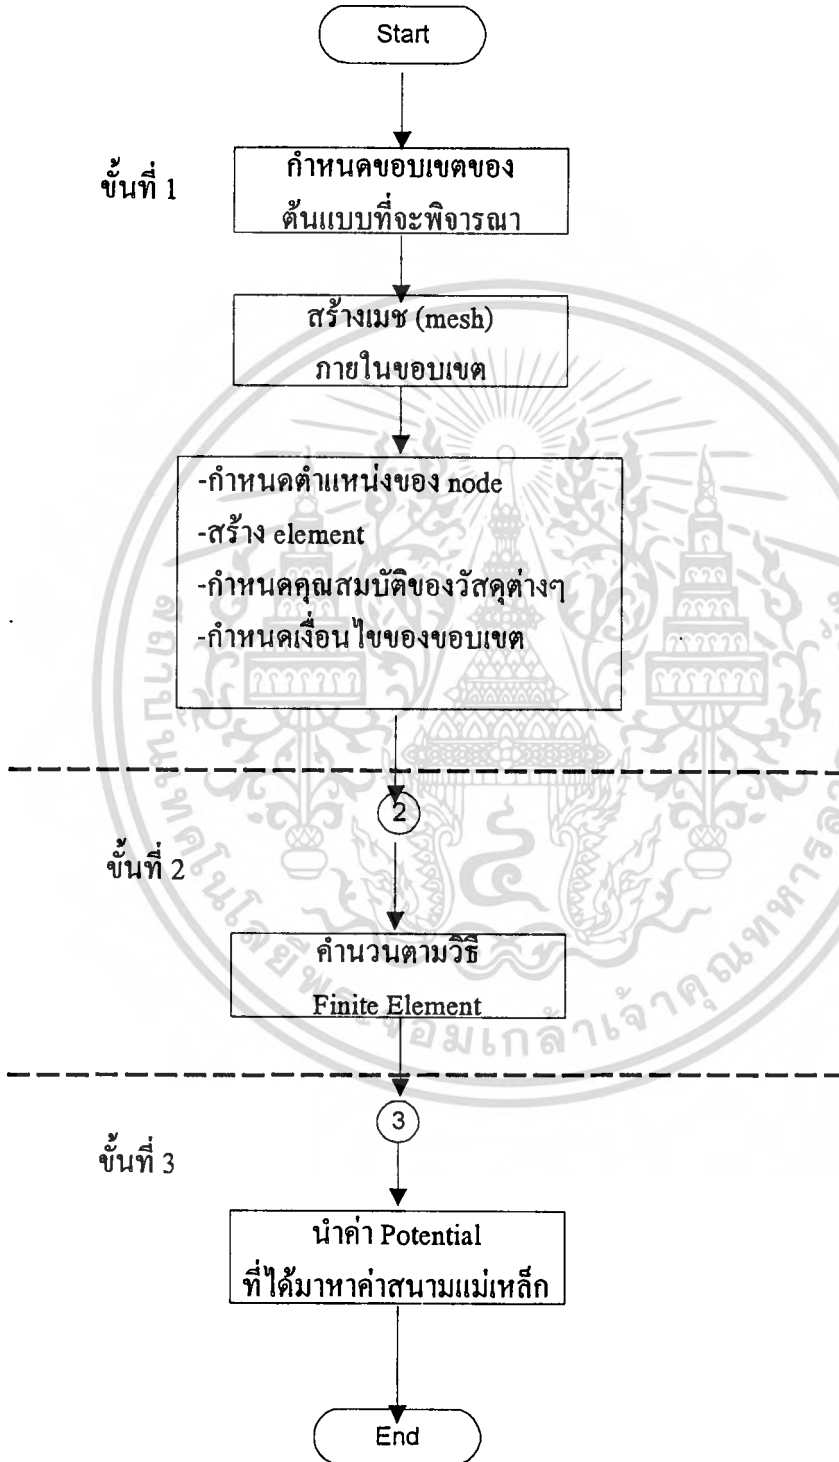 Start
ขั้นที่ 1
กำหนดขอบเขตของ
ต้นแบบที่จะพิจารณา
สร้างเมช (mesh)
ภายในขอบเขต
-กำหนดตำแหน่งของ node
-สร้าง element
-กำหนดคุณสมบัติของวัสดุต่างๆ
-กำหนดเงื่อนไขของขอบเขต
2
ขั้นที่ 2
คำนวนตามวิธี
Finite Element
3
ขั้นที่ 3
นำค่า Potential
ที่ได้มาหาค่าสนามแม่เหล็ก
End